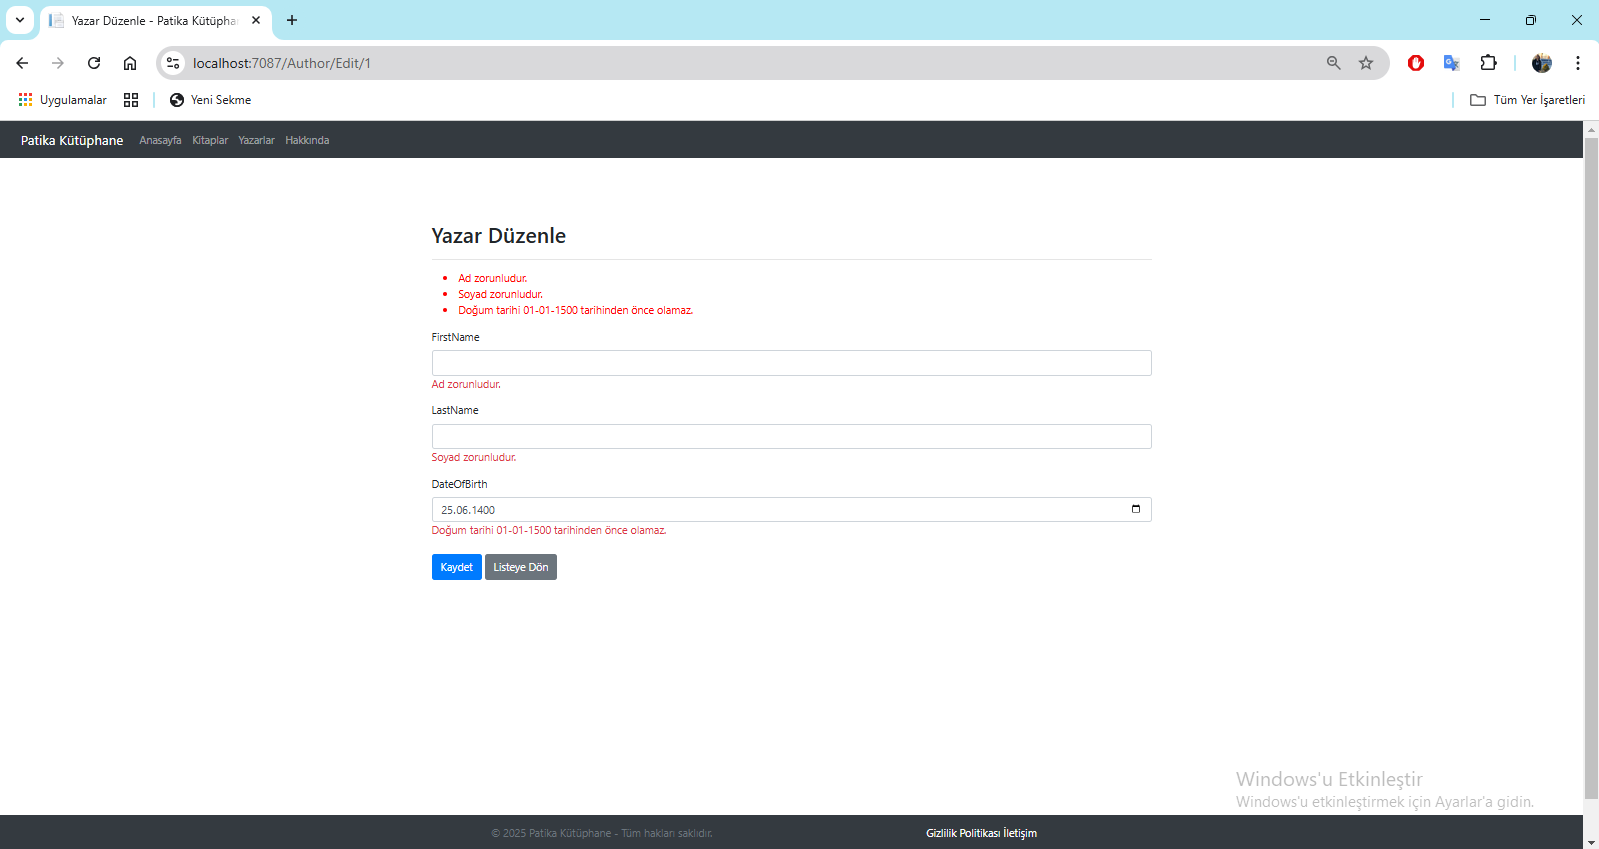 Yazar Düzenle - Patika Kütüpha
localhost:7087/Author/Edit/1
Uygulamalar
Yeni Sekme
Tüm Yer İşaretleri
Patika Kütüphane Anasayfa Kitaplar Yazarlar Hakkında
Yazar Düzenle
Ad zorunludur.
Soyad zorunludur.
Doğum tarihi 01-01-1500 tarihinden önce olamaz.
FirstName
Ad zorunludur.
LastName
Soyad zorunludur.
DateOfBirth
25.06.1400
Doğum tarihi 01-01-1500 tarihinden önce olamaz.
Kaydet Listeye Dön
Windows'u Etkinleştir
Windows'u etkinleştirmek için Ayarlar'a gidin.
© 2025 Patika Kütüphane - Tüm hakları saklıdır.
Gizlilik Politikası İletişim